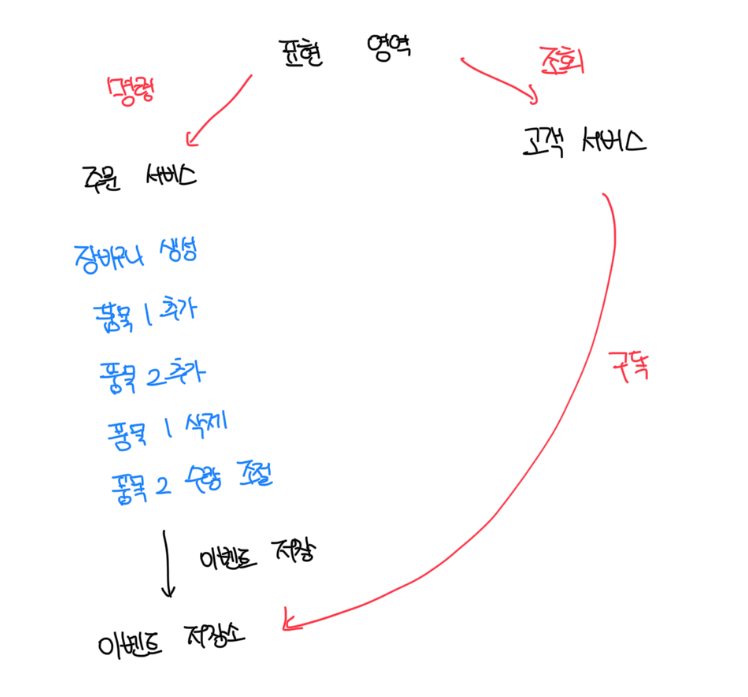 표현 영역
명령
조회
주문 서비스
고객 서비스
장바구니 생성
품목 1 추가
품목 2 추가
품목 1 삭제
품목 2 수량 조절
구독
이벤트 저장
이벤트 저장소